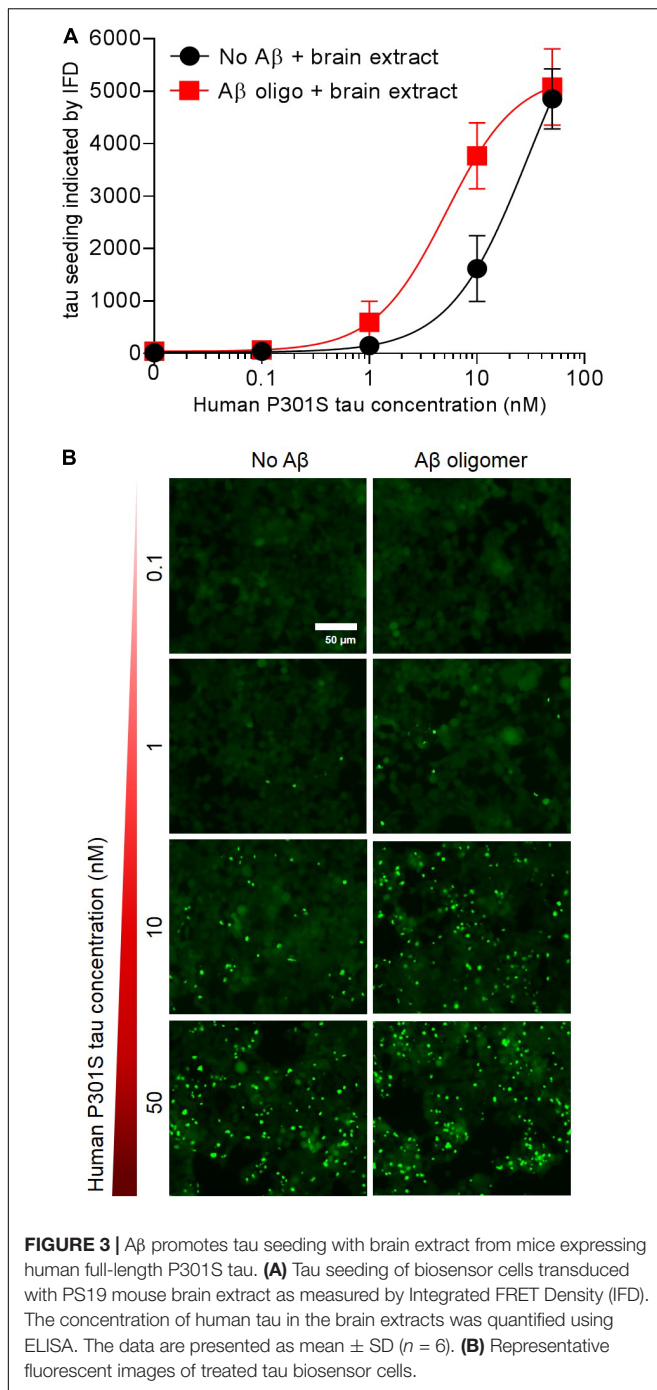 A
6000
5000
4000
3000
2000
1000
0
tau seeding indicated by IFD
No Aβ + brain extract
Aβ oligo + brain extract
0 0.1 1 10 100
Human P301S tau concentration (nM)
B
No Aβ Aβ oligomer
Human P301S tau concentration (nM)
0.1
50 µm
1
10
50
FIGURE 3 | Aβ promotes tau seeding with brain extract from mice expressing
human full-length P301S tau. (A) Tau seeding of biosensor cells transduced
with PS19 mouse brain extract as measured by Integrated FRET Density (IFD).
The concentration of human tau in the brain extracts was quantified using
ELISA. The data are presented as mean ± SD (n = 6). (B) Representative
fluorescent images of treated tau biosensor cells.